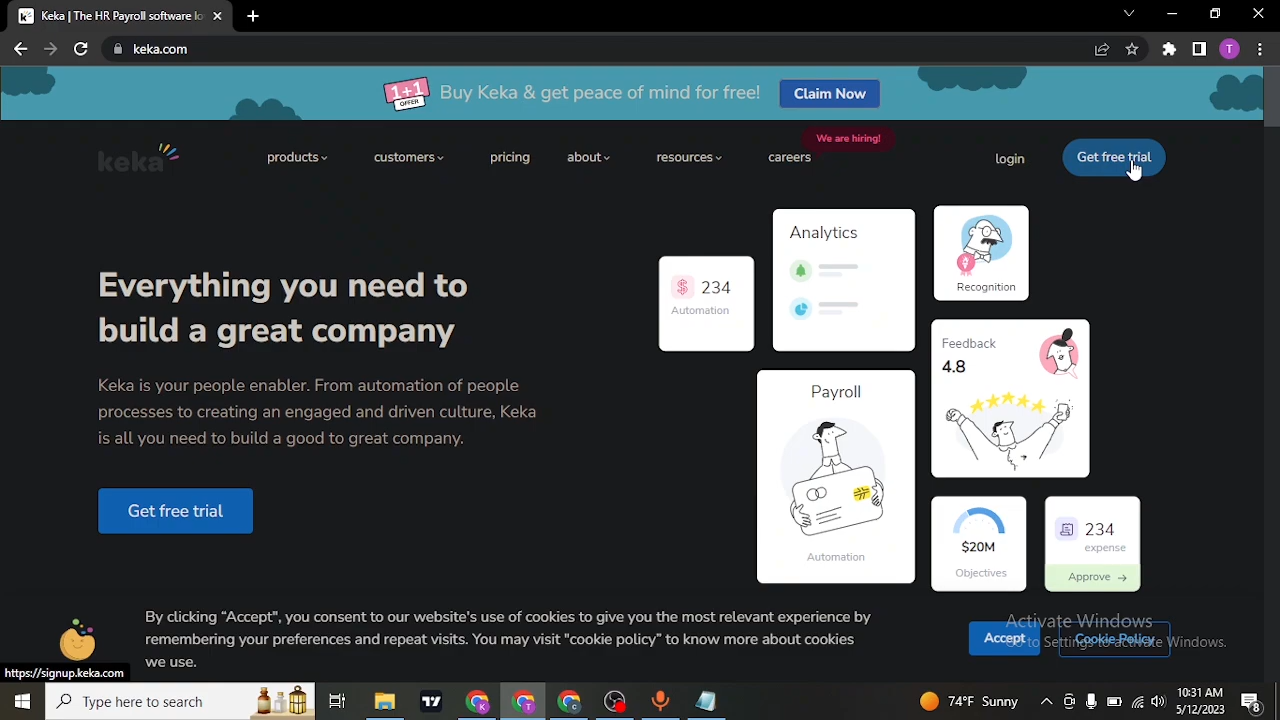 Keka | The HR Payroll software lo
keka.com
T
1+1
OFFER
Buy Keka & get peace of mind for free!
Claim Now
We are hiring!
keka
products
customers
pricing
about
resources
careers
login
Get free trial
Everything you need to
build a great company
Keka is your people enabler. From automation of people
processes to creating an engaged and driven culture, Keka
is all you need to build a good to great company.
Get free trial
$ 234
Automation
Analytics
Recognition
Feedback
4.8
Payroll
Automation
$20M
Objectives
234
expense
Approve →
By clicking “Accept", you consent to our website's use of cookies to give you the most relevant experience by
remembering your preferences and repeat visits. You may visit "cookie policy” to know more about cookies
we use.
Accept
Cookie Policy
Activate Windows
Go to Settings to activate Windows.
https://signup.keka.com
Type here to search
K
T
C
74°F Sunny
10:31 AM
5/12/2023
8